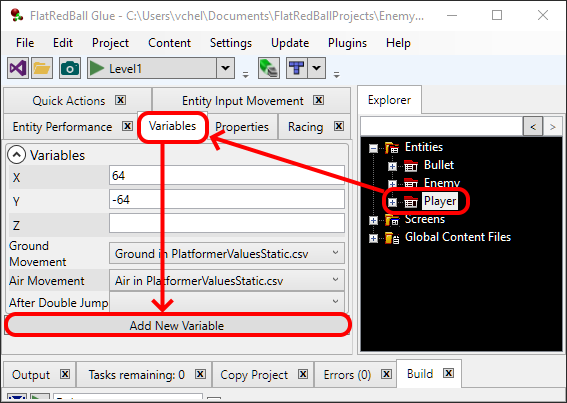 FlatRedBall Glue - C:\Users\vchel\Documents\FlatRedBallProjects\Enemy...
File Edit Project Content Settings Update Plugins Help
Level1
Quick Actions Entity Input Movement
Entity Performance Variables Properties Racing
Variables
X 64
Y -64
Z
Ground Movement Ground in PlatformerValuesStatic.csv
Air Movement Air in PlatformerValuesStatic.csv
After Double Jump
Add New Variable
Explorer
< >
Entities
Bullet
Enemy
Player
Screens
Global Content Files
Output Tasks remaining: 0 Copy Project Errors (0) Build